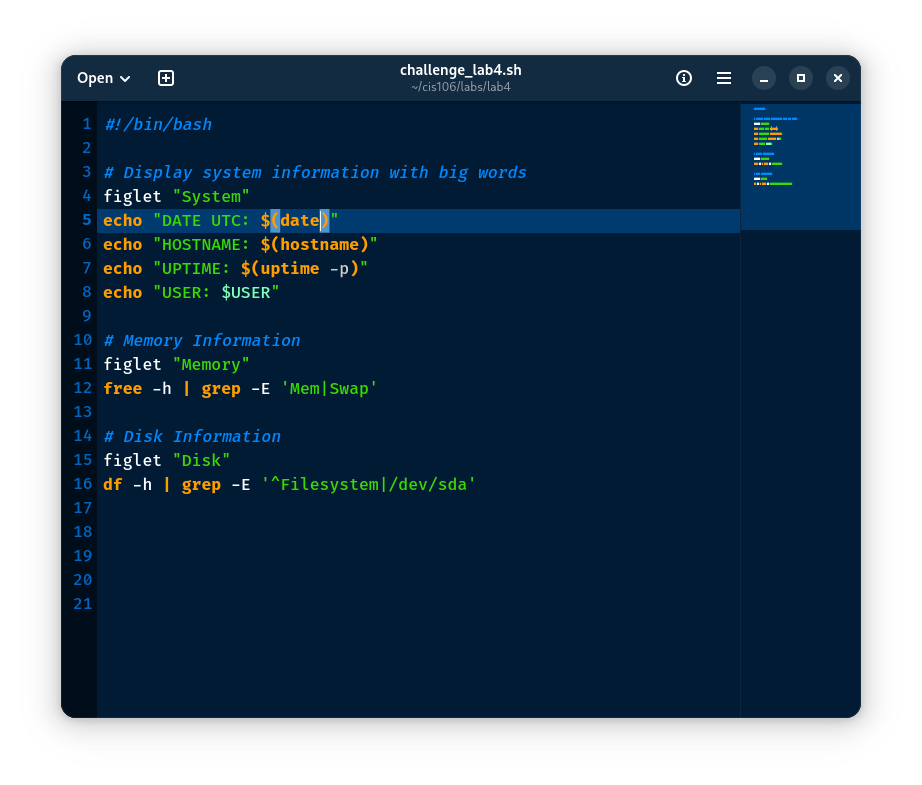 Open
challenge_lab4.sh
~/cis106/labs/lab4
1 #!/bin/bash
2
3 # Display system information with big words
4 figlet "System"
5 echo "DATE UTC: $(date)"
6 echo "HOSTNAME: $(hostname)"
7 echo "UPTIME: $(uptime -p)"
8 echo "USER: $USER"
9
10 # Memory Information
11 figlet "Memory"
12 free -h | grep -E 'Mem|Swap'
13
14 # Disk Information
15 figlet "Disk"
16 df -h | grep -E '^Filesystem|/dev/sda'
17
18
19
20
21